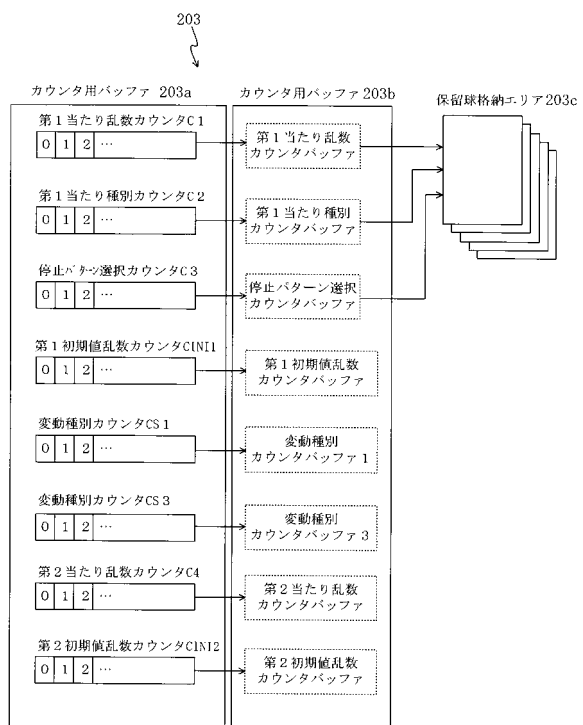 203
カウンタ用バッファ 203a
カウンタ用バッファ 203b
保留球格納エリア203c
第1当たり乱数カウンタC1
0 1 2 …
第1当たり乱数
カウンタバッファ
第1当たり種別カウンタC2
0 1 2 …
第1当たり種別
カウンタバッファ
停止パターン選択カウンタC3
0 1 2 …
停止パターン選択
カウンタバッファ
第1初期値乱数カウンタCINI1
0 1 2 …
第1初期値乱数
カウンタバッファ
変動種別カウンタCS1
0 1 2 …
変動種別
カウンタバッファ1
変動種別カウンタCS3
0 1 2 …
変動種別
カウンタバッファ3
第2当たり乱数カウンタC4
0 1 2 …
第2当たり乱数
カウンタバッファ
第2初期値乱数カウンタCINI2
0 1 2 …
第2初期値乱数
カウンタバッファ